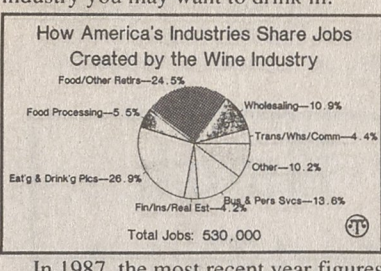 industry you may want to drink in.
How America's Industries Share Jobs
Created by the Wine Industry
Food/Other Retlrs—24.5%
Wholesaling—10.9%
Food Processing—5.5%
Trans/Whs/Comm—4.4%
Other—10.2%
Eat'g & Drink'g Plcs—26.9%
Bus & Pers Svcs—13.6%
Fin/Ins/Real Est—4.2%
Total Jobs: 530,000
In 1987, the most recent year figures